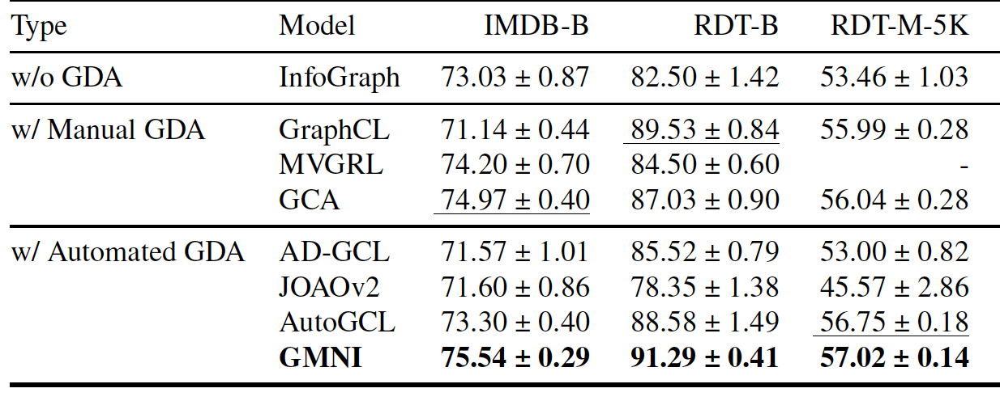 Type Model IMDB-B RDT-B RDT-M-5K
w/o GDA InfoGraph 73.03 ± 0.87 82.50 ± 1.42 53.46 ± 1.03
w/ Manual GDA GraphCL 71.14 ± 0.44 89.53 ± 0.84 55.99 ± 0.28
MVGRL 74.20 ± 0.70 84.50 ± 0.60 -
GCA 74.97 ± 0.40 87.03 ± 0.90 56.04 ± 0.28
w/ Automated GDA AD-GCL 71.57 ± 1.01 85.52 ± 0.79 53.00 ± 0.82
JOAOv2 71.60 ± 0.86 78.35 ± 1.38 45.57 ± 2.86
AutoGCL 73.30 ± 0.40 88.58 ± 1.49 56.75 ± 0.18
GMNI 75.54 ± 0.29 91.29 ± 0.41 57.02 ± 0.14